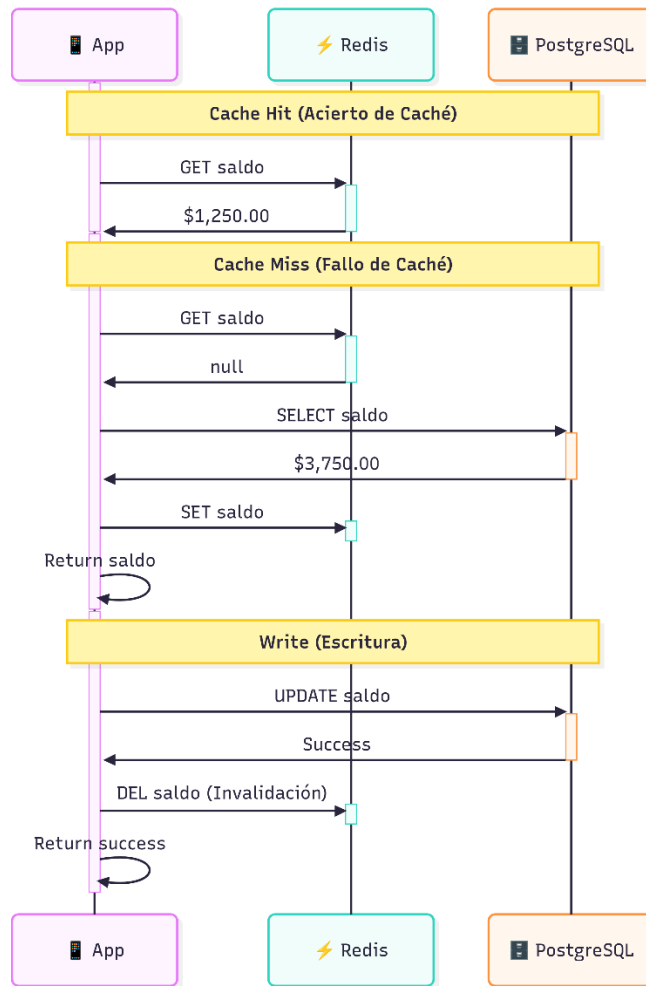 📱 App
⚡ Redis
🗄️ PostgreSQL
Cache Hit (Acierto de Caché)
GET saldo
$1,250.00
Cache Miss (Fallo de Caché)
GET saldo
null
SELECT saldo
$3,750.00
SET saldo
Return saldo
Write (Escritura)
UPDATE saldo
Success
DEL saldo (Invalidación)
Return success
📱 App
⚡ Redis
🗄️ PostgreSQL